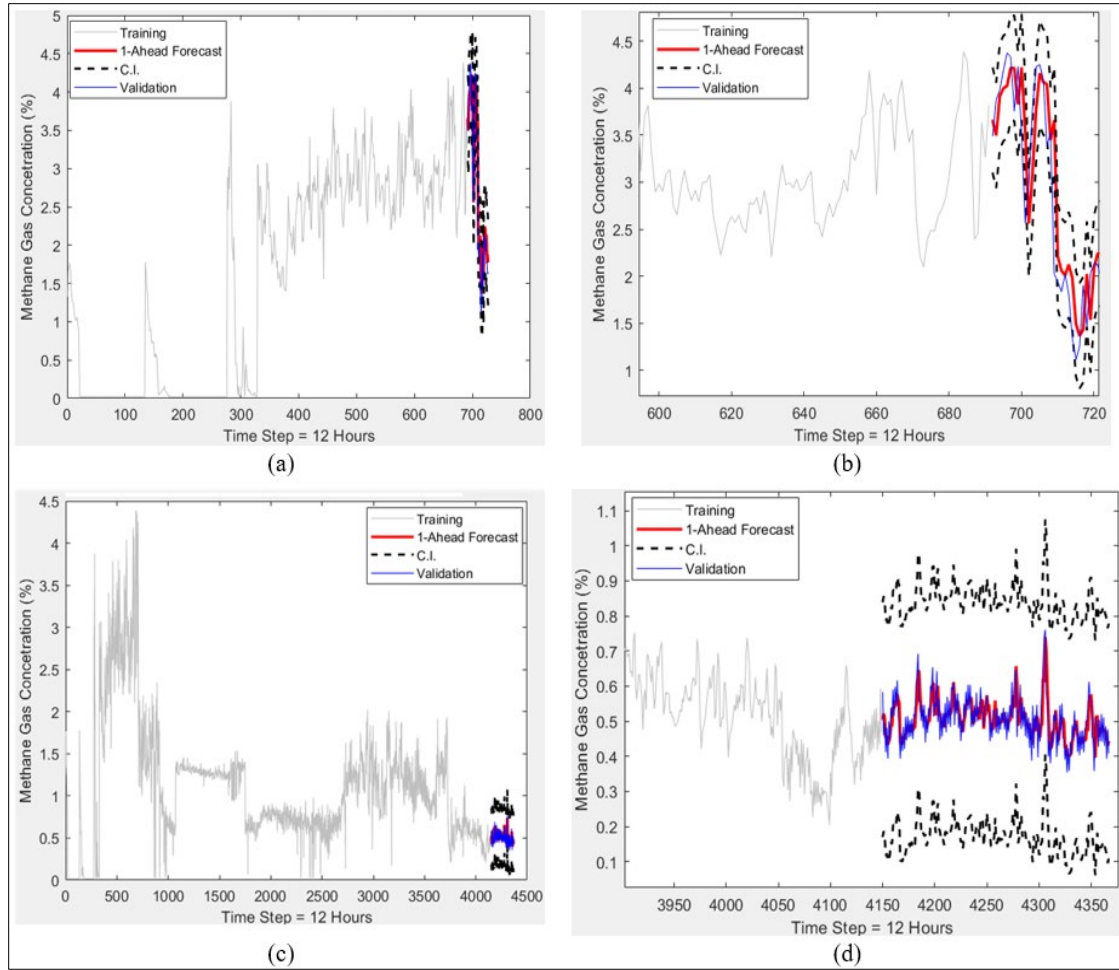 5
4.5
4
3.5
3
2.5
2
1.5
1
0.5
0
Methane Gas Concetration (%)
Training
1-Ahead Forecast
C.I.
Validation
0 100 200 300 400 500 600 700 800
Time Step = 12 Hours
(a)
4.5
4
3.5
3
2.5
2
1.5
1
Methane Gas Concetration (%)
Training
1-Ahead Forecast
C.I.
Validation
600 620 640 660 680 700 720
Time Step = 12 Hours
(b)
4.5
4
3.5
3
2.5
2
1.5
1
0.5
0
Methane Gas Concetration (%)
Training
1-Ahead Forecast
C.I.
Validation
0 500 1000 1500 2000 2500 3000 3500 4000 4500
Time Step = 12 Hours
(c)
1.1
1
0.9
0.8
0.7
0.6
0.5
0.4
0.3
0.2
0.1
Methane Gas Concetration (%)
Training
1-Ahead Forecast
C.I.
Validation
3950 4000 4050 4100 4150 4200 4250 4300 4350
Time Step = 12 Hours
(d)